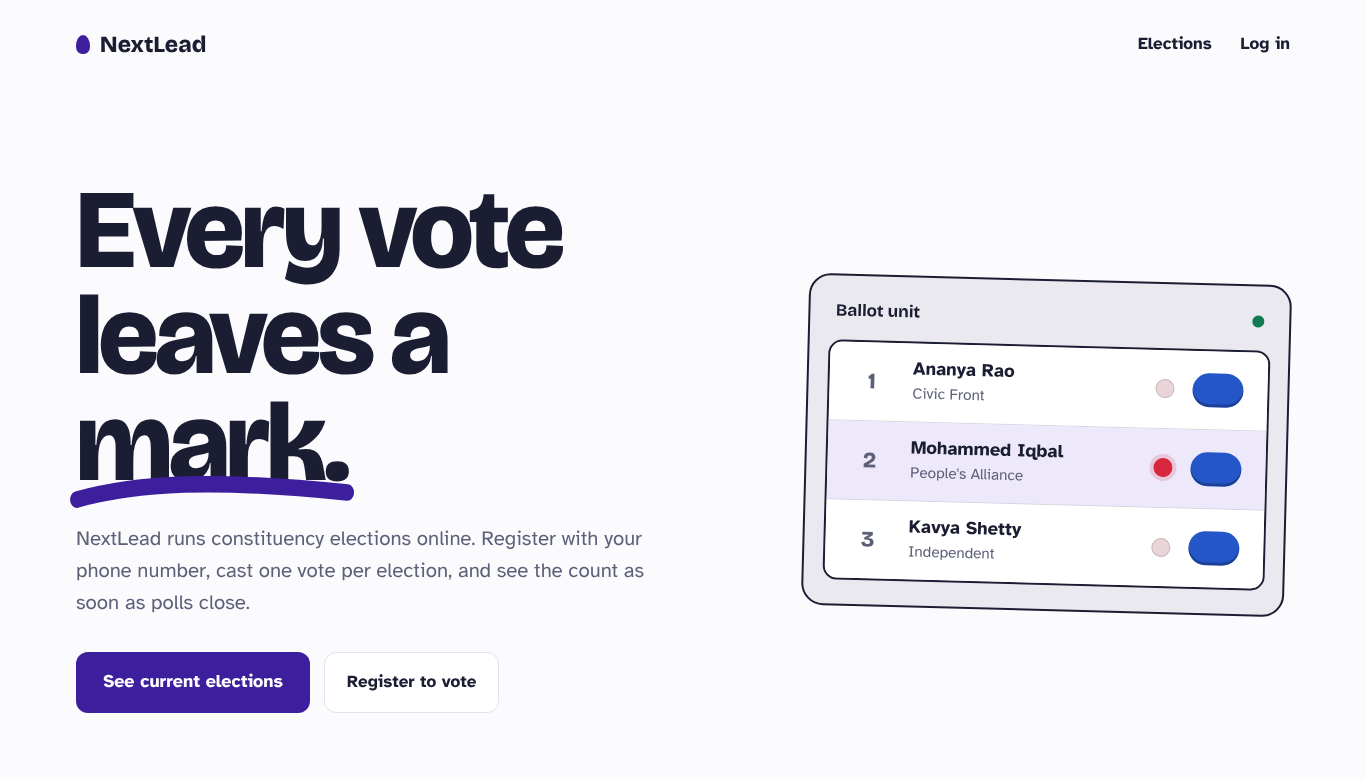 NextLead
Elections
Log in
Every vote
leaves a
mark.
NextLead runs constituency elections online. Register with your
phone number, cast one vote per election, and see the count as
soon as polls close.
See current elections
Register to vote
Ballot unit
1
Ananya Rao
Civic Front
2
Mohammed Iqbal
People's Alliance
3
Kavya Shetty
Independent